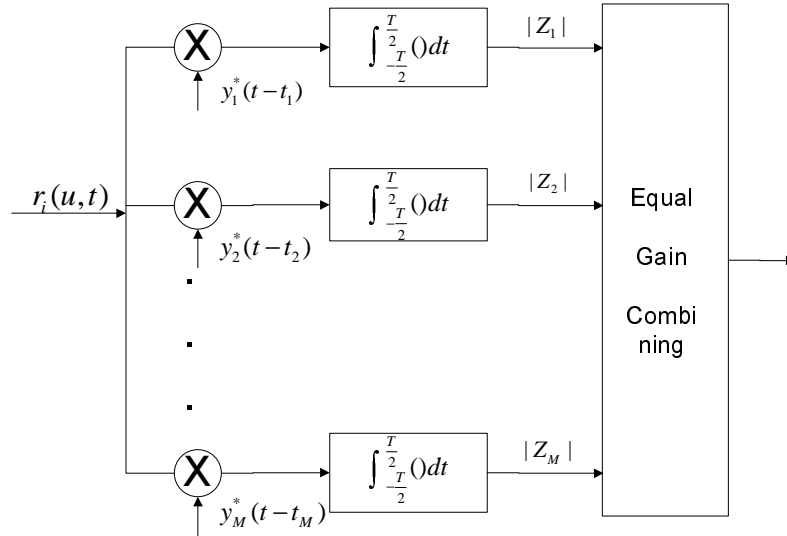 ∫_{-T/2}^{T/2} ()dt
|Z_1|
y_1^*(t-t_1)
r_i(u,t)
∫_{-T/2}^{T/2} ()dt
|Z_2|
y_2^*(t-t_2)
Equal
Gain
Combi
ning
∫_{-T/2}^{T/2} ()dt
|Z_M|
y_M^*(t-t_M)